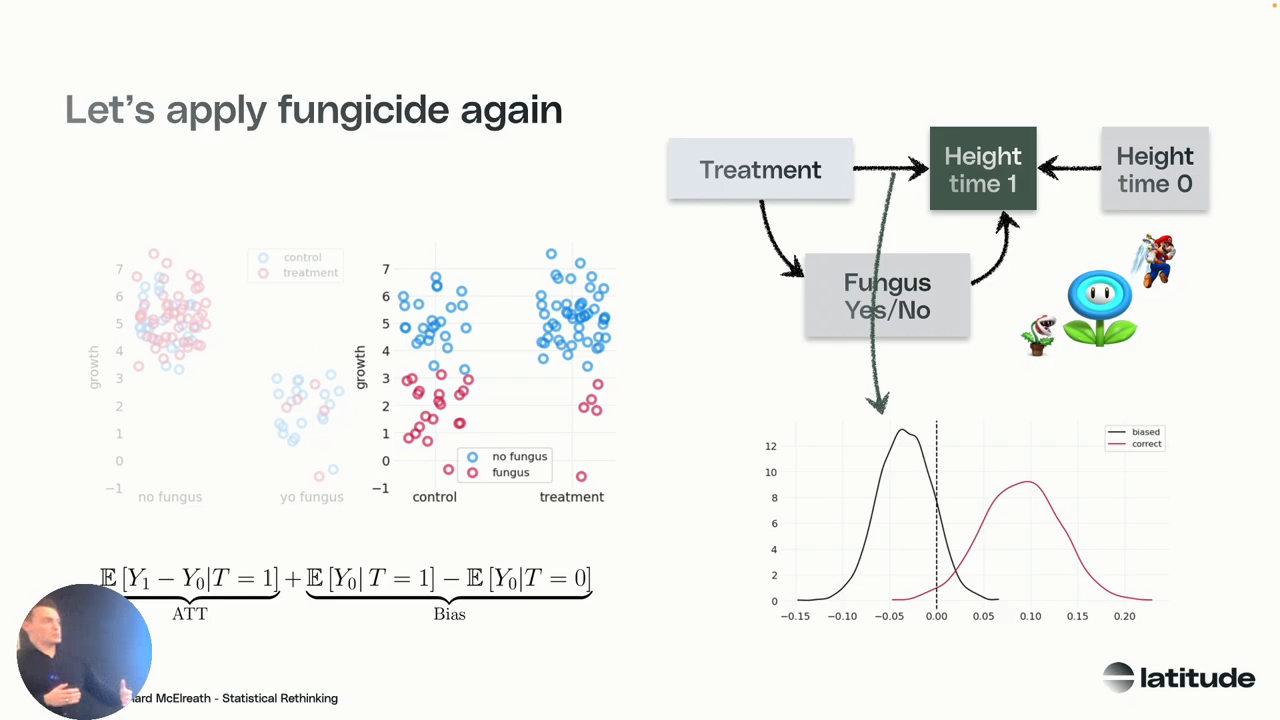 Let's apply fungicide again
Treatment
Height
time 1
Height
time 0
Fungus
Yes/No
growth
7
6
5
4
3
2
1
0
−1
control
treatment
no fungus
yo fungus
growth
7
6
5
4
3
2
1
0
−1
no fungus
fungus
control
treatment
12
10
8
6
4
2
0
biased
correct
−0.15
−0.10
−0.05
0.00
0.05
0.10
0.15
0.20
𝔼 [Y₁ − Y₀|T = 1] + 𝔼 [Y₀| T = 1] − 𝔼 [Y₀|T = 0]
ATT
Bias
McElreath - Statistical Rethinking
latitude